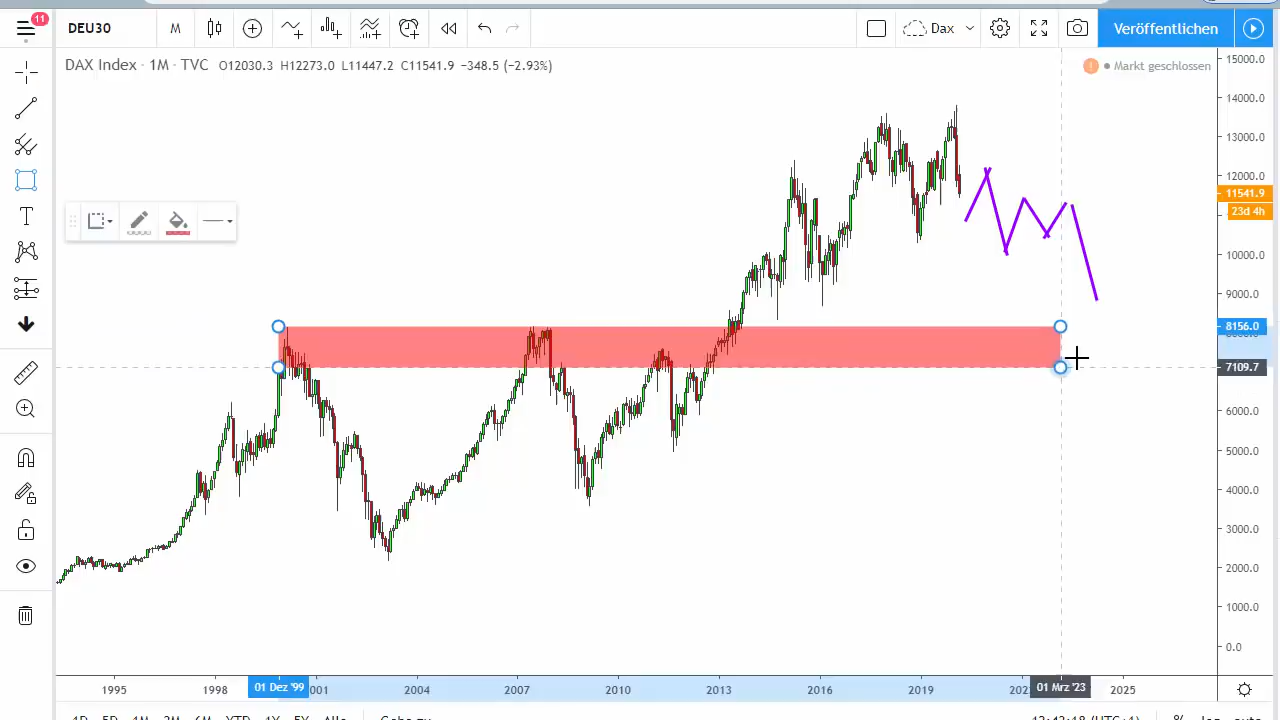 11
DEU30
M
Dax
Veröffentlichen
DAX Index · 1M · TVC O12030.3 H12273.0 L11447.2 C11541.9 −348.5 (−2.93%)
Markt geschlossen
15000.0
14000.0
13000.0
12000.0
11541.9
23d 4h
10000.0
9000.0
8156.0
7109.7
6000.0
5000.0
4000.0
3000.0
2000.0
1000.0
0.0
1995 1998 01 Dez '99 001 2004 2007 2010 2013 2016 2019 202 01 Mrz '23 2025